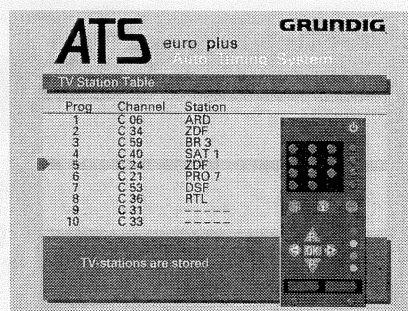 ATS euro plus
GRUNDIG
Auto Tuning System
TV Station Table
Prog Channel Station
1 C 06 ARD
2 C 34 ZDF
3 C 59 BR 3
4 C 40 SAT 1
5 C 24 ZDF
6 C 21 PRO 7
7 C 53 DSF
8 C 36 RTL
9 C 31 -----
10 C 33 -----
OK
TV-stations are stored